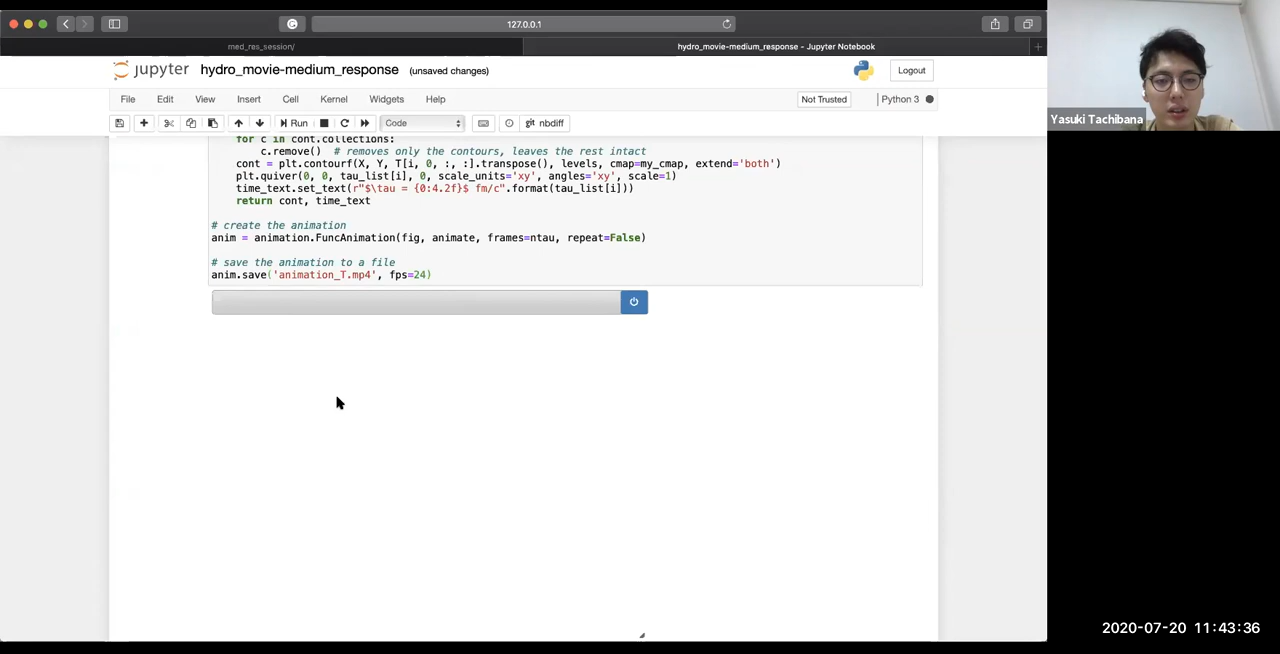 127.0.0.1
med_res_session/
hydro_movie-medium_response - Jupyter Notebook
jupyter hydro_movie-medium_response (unsaved changes)
Logout
File Edit View Insert Cell Kernel Widgets Help
Not Trusted
Python 3
Run
Code
git nbdiff
for c in cont.collections:
c.remove() # removes only the contours, leaves the rest intact
cont = plt.contourf(X, Y, T[i, 0, :, :].transpose(), levels, cmap=my_cmap, extend='both')
plt.quiver(0, 0, tau_list[i], 0, scale_units='xy', angles='xy', scale=1)
time_text.set_text(r"$\tau = {0:4.2f}$ fm/c".format(tau_list[i]))
return cont, time_text
# create the animation
anim = animation.FuncAnimation(fig, animate, frames=ntau, repeat=False)
# save the animation to a file
anim.save('animation_T.mp4', fps=24)
Yasuki Tachibana
2020-07-20 11:43:36